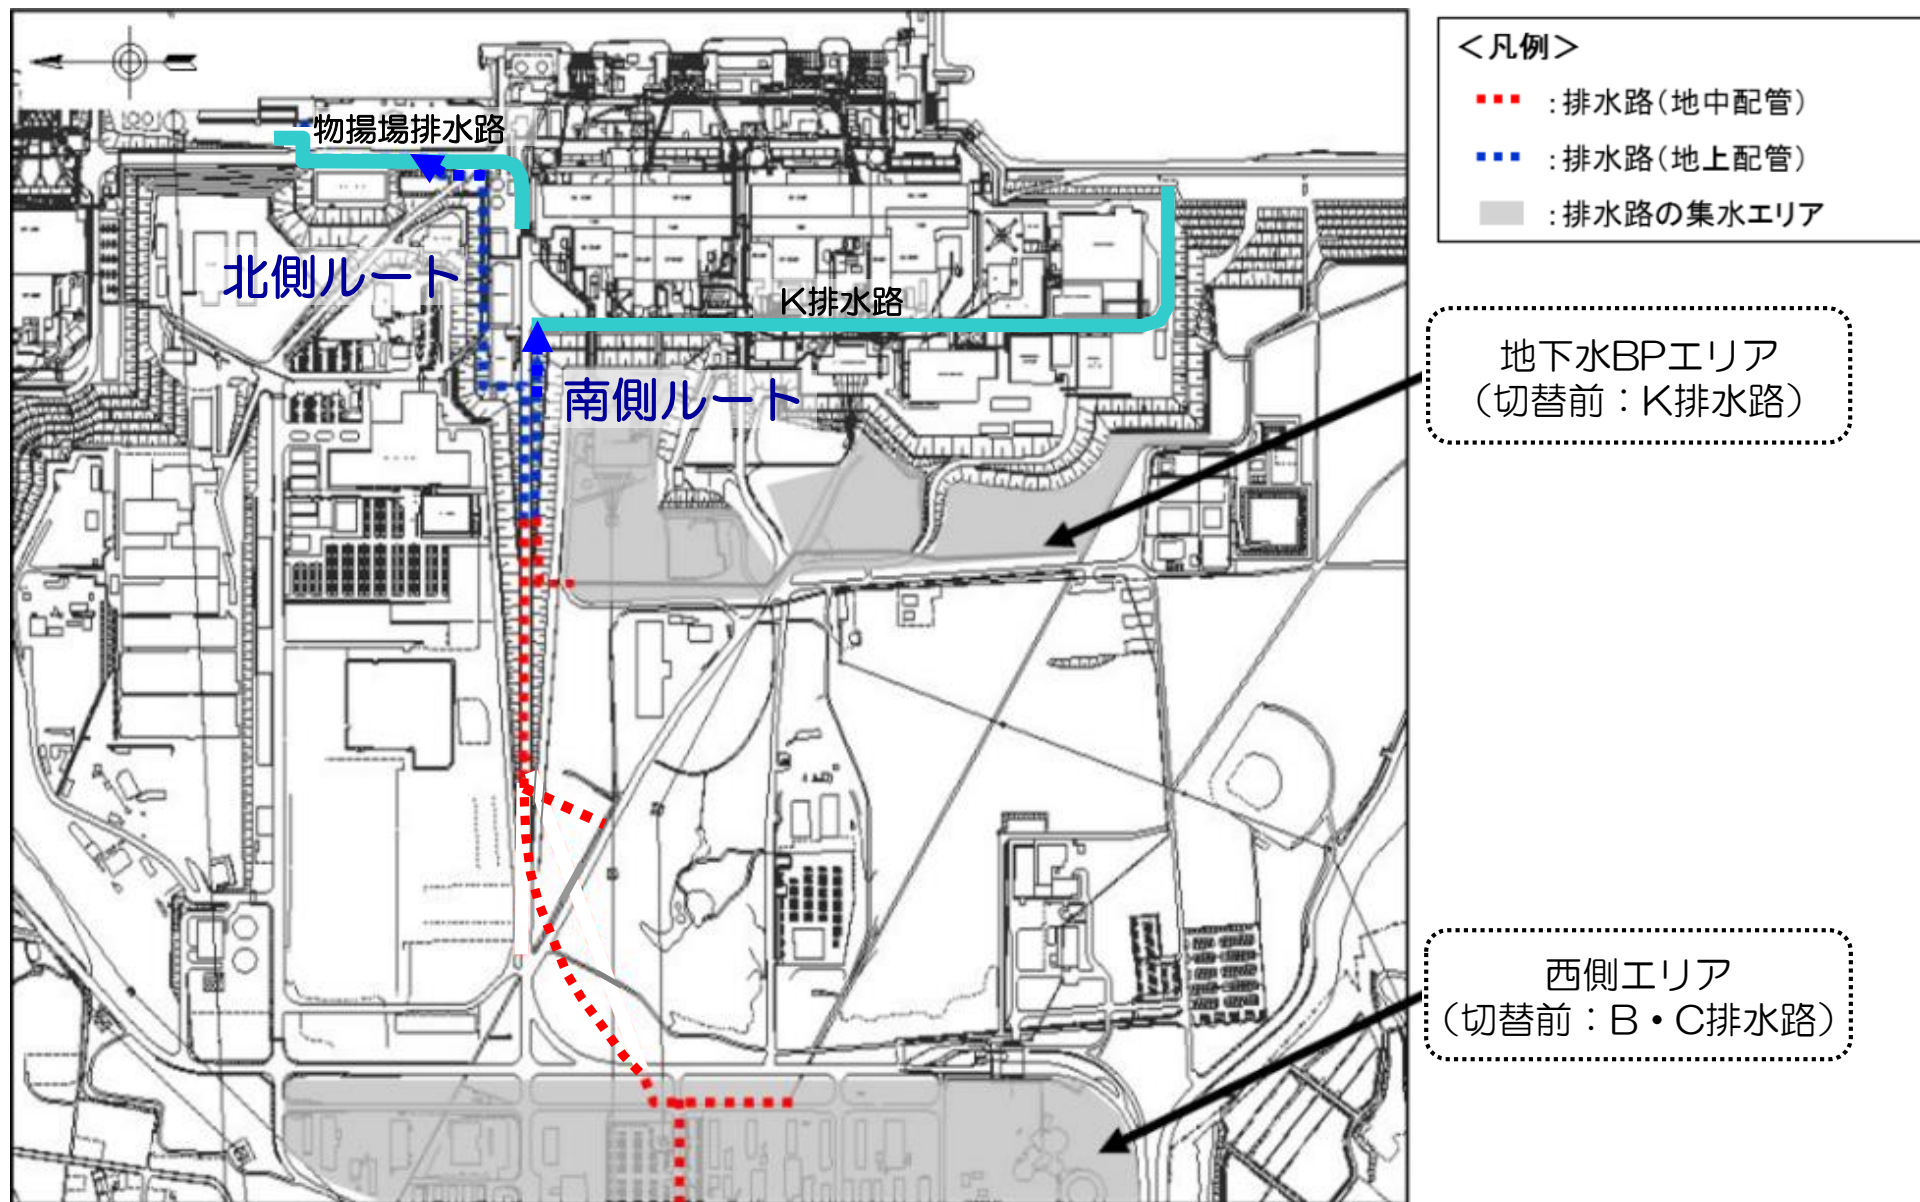 物揚場排水路
北側ルート
K排水路
南側ルート
＜凡例＞
：排水路（地中配管）
：排水路（地上配管）
：排水路の集水エリア
地下水BPエリア
（切替前：K排水路）
西側エリア
（切替前：B・C排水路）